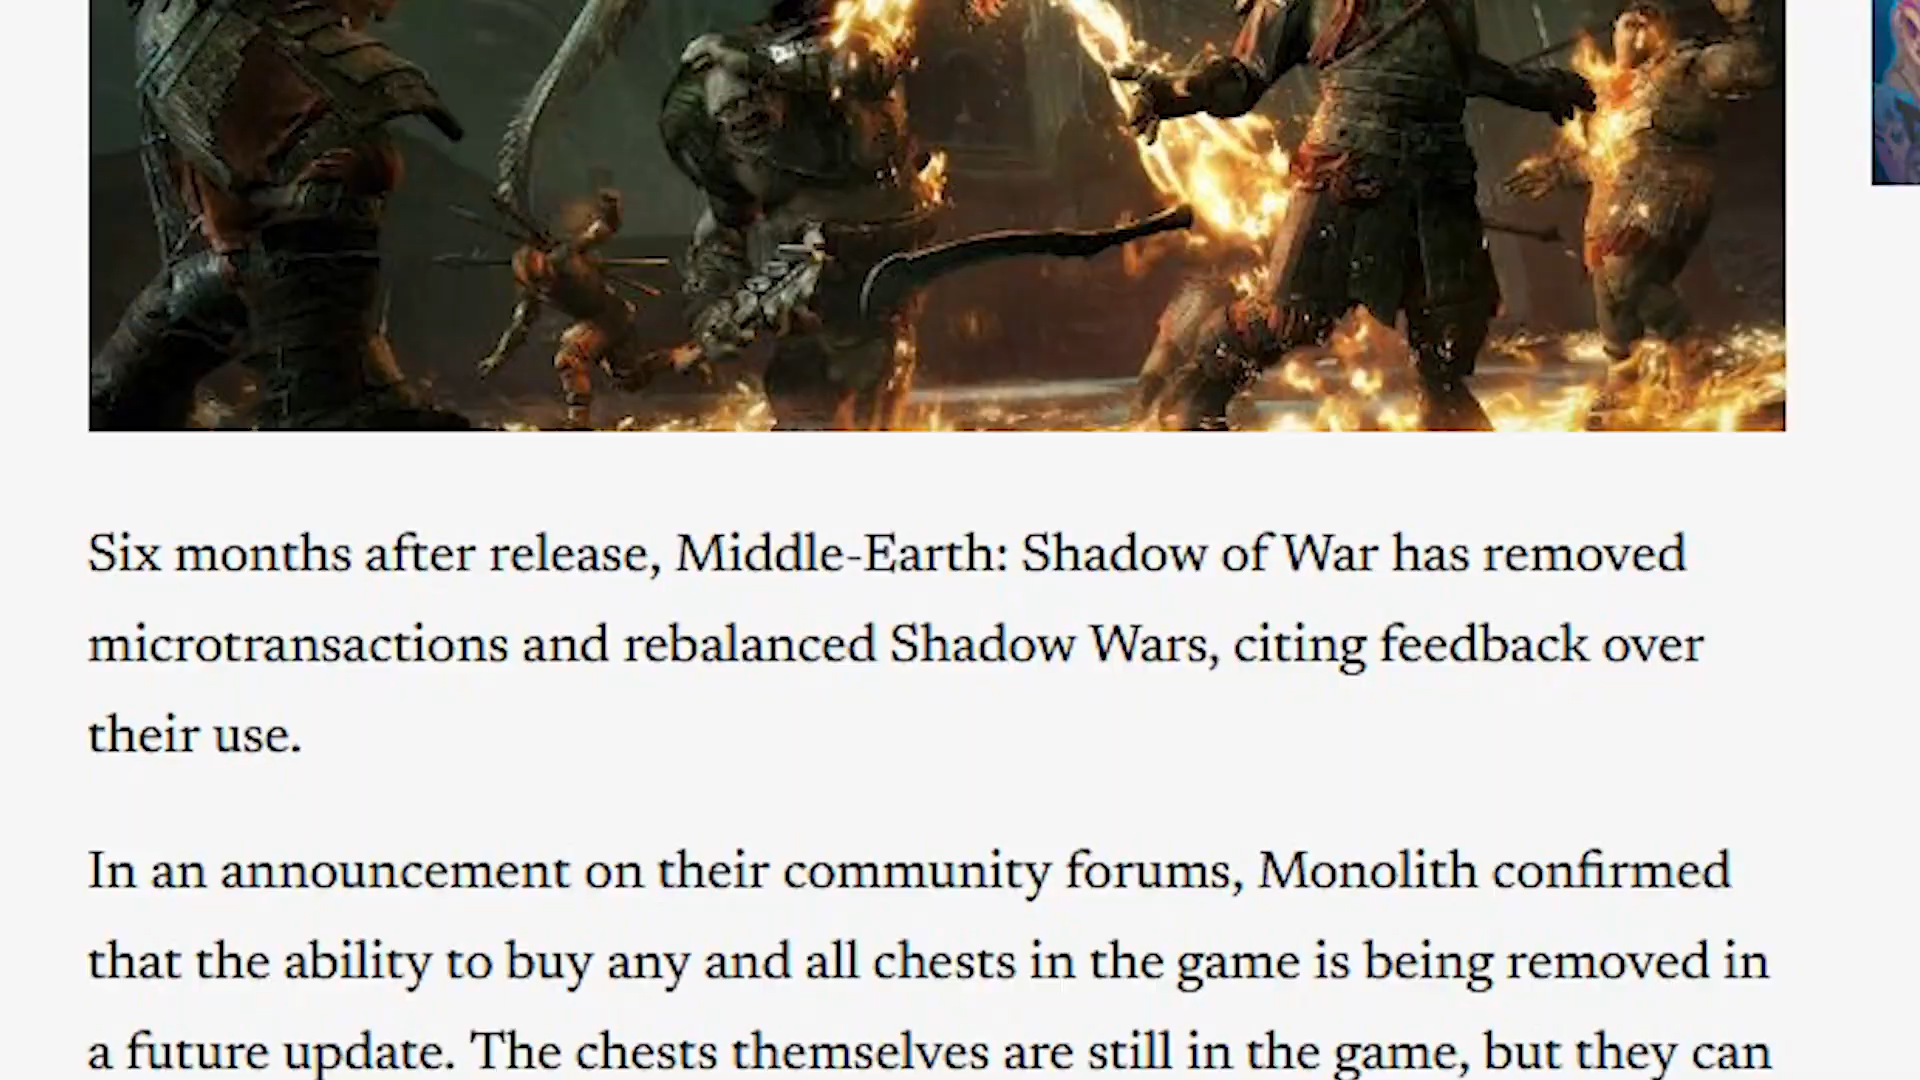 Six months after release, Middle-Earth: Shadow of War has removed
microtransactions and rebalanced Shadow Wars, citing feedback over
their use.
In an announcement on their community forums, Monolith confirmed
that the ability to buy any and all chests in the game is being removed in
a future update. The chests themselves are still in the game, but they can